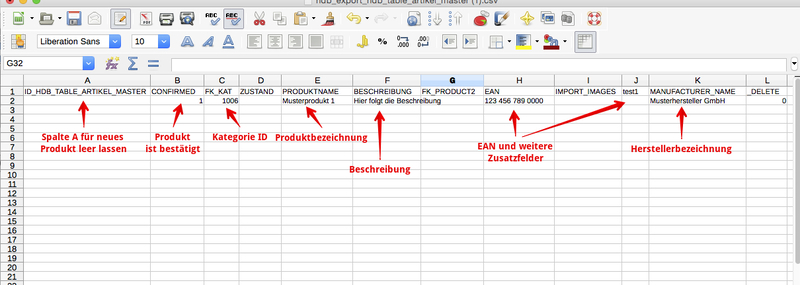 hdb_export_hdb_table_artikel_master (1).csv
Liberation Sans
10
G32
A B C D E F G H I J K L
1 ID_HDB_TABLE_ARTIKEL_MASTER CONFIRMED FK_KAT ZUSTAND PRODUKTNAME BESCHREIBUNG FK_PRODUCT2 EAN IMPORT_IMAGES test1 MANUFACTURER_NAME _DELETE
2 1 1006 Musterprodukt 1 Hier folgt die Beschreibung 123 456 789 0000 Musterhersteller GmbH 0
3
4
5
6
7
8
9
10
11
12
13
14
15
16
17
18
19
20
21
Spalte A für neues
Produkt leer lassen
Produkt
ist bestätigt
Kategorie ID
Produktbezeichnung
Beschreibung
EAN und weitere
Zusatzfelder
Herstellerbezeichnung